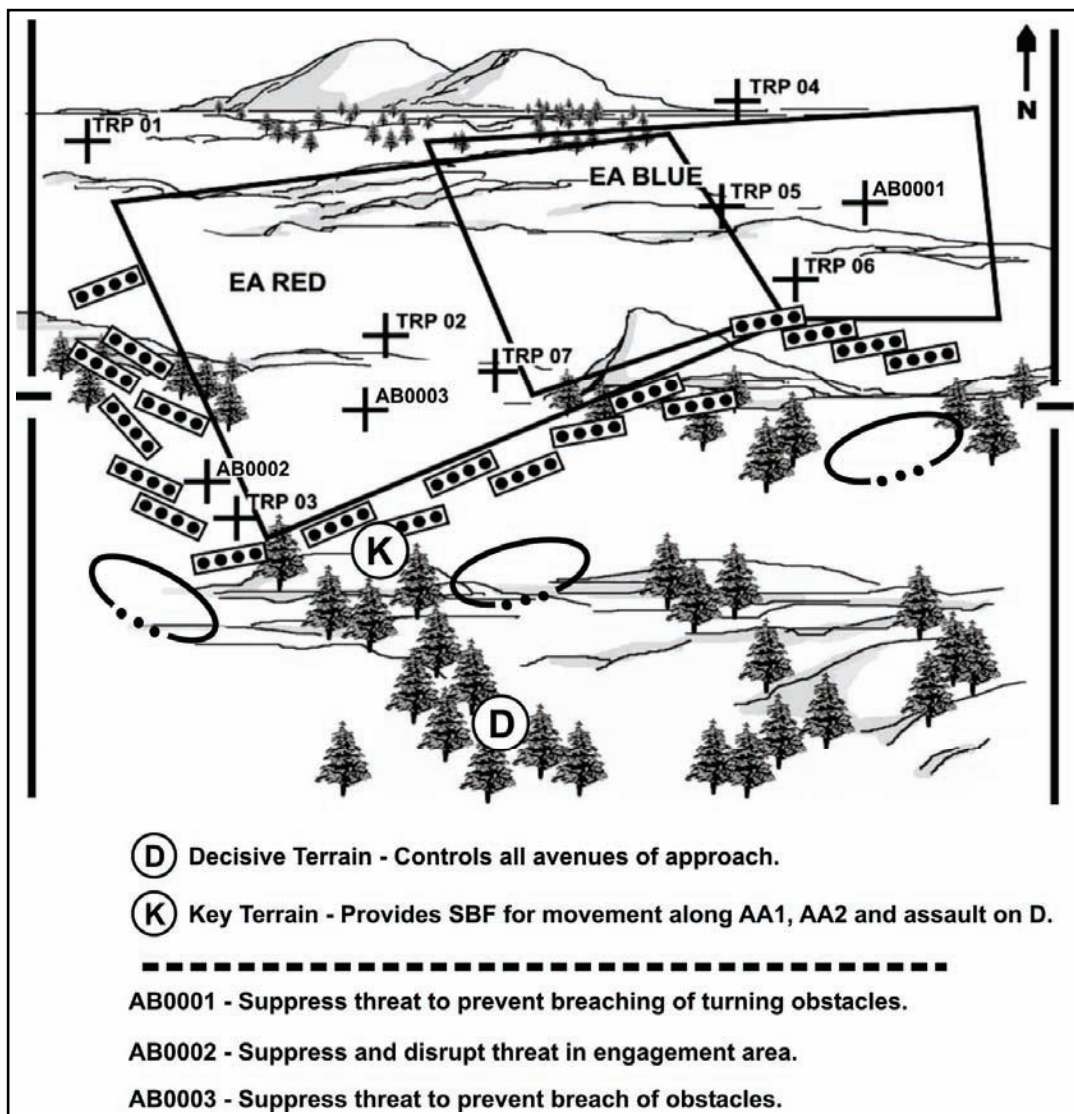 TRP 04
N
TRP 01
EA BLUE
TRP 05
AB0001
TRP 06
EA RED
TRP 02
TRP 07
AB0003
AB0002
TRP 03
K
D
D Decisive Terrain - Controls all avenues of approach.
K Key Terrain - Provides SBF for movement along AA1, AA2 and assault on D.
AB0001 - Suppress threat to prevent breaching of turning obstacles.
AB0002 - Suppress and disrupt threat in engagement area.
AB0003 - Suppress threat to prevent breach of obstacles.